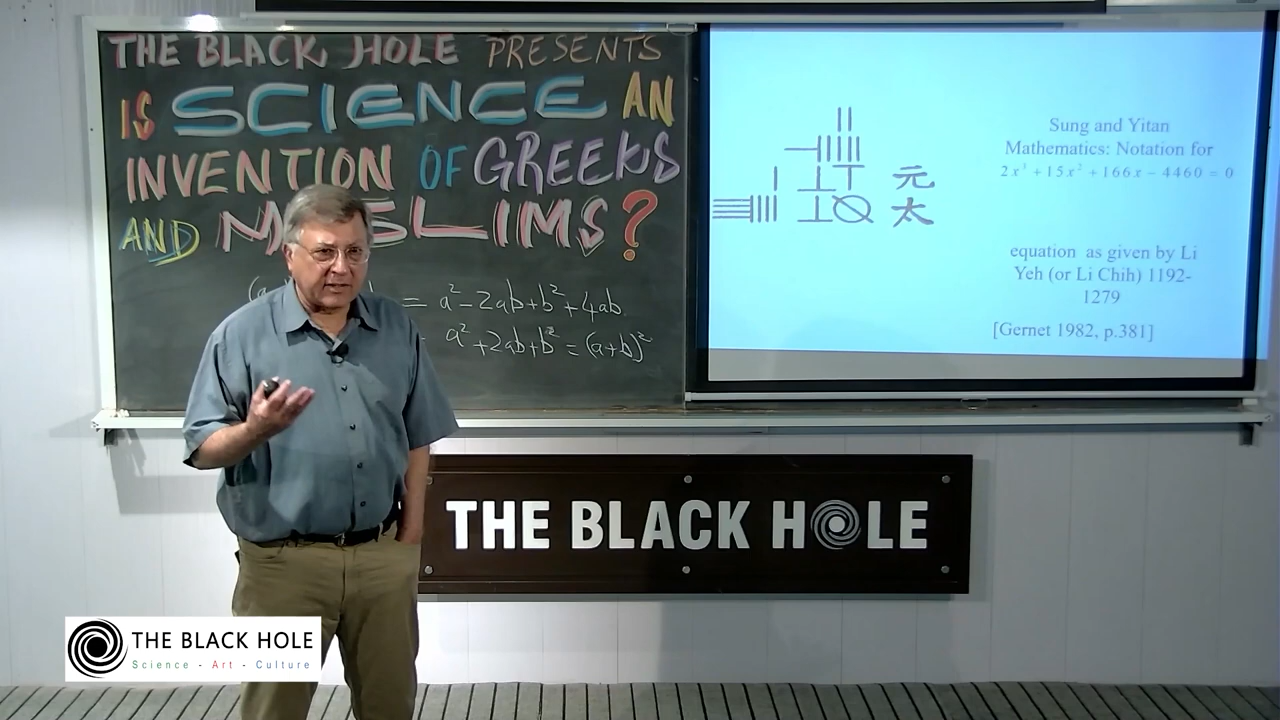 THE BLACK HOLE PRESENTS
IS SCIENCE AN
INVENTION OF GREEKS
AND MUSLIMS?
= a² - 2ab + b² + 4ab
a² + 2ab + b² = (a+b)²
Sung and Yitan
Mathematics: Notation for
2x³ + 15x² + 166x - 4460 = 0
元
太
equation as given by Li
Yeh (or Li Chih) 1192-
1279
[Gernet 1982, p.381]
THE BLACK HOLE
THE BLACK HOLE
Science - Art - Culture